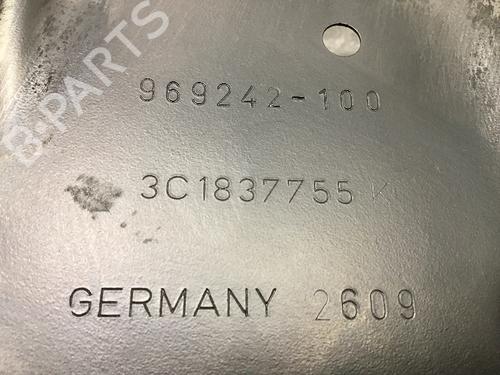 B-PARTS
969242-100
3C1837755 K
GERMANY 2609